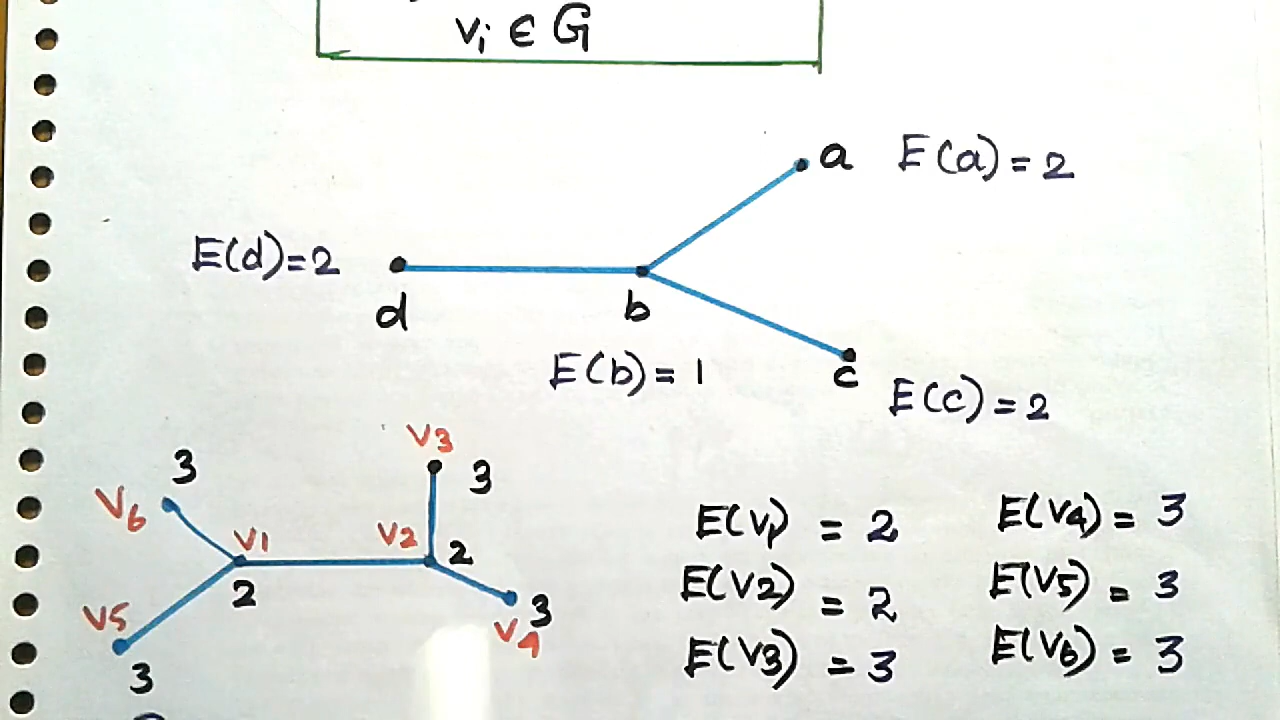 vi ∈ G
a E(a) = 2
E(d)=2
d b
E(b) = 1 c
E(c) = 2
V3
3 3
V6
V1 V2 2
2
V5 3
V4
3
E(V1) = 2 E(V4) = 3
E(V2) = 2 E(V5) = 3
E(V3) = 3 E(V6) = 3